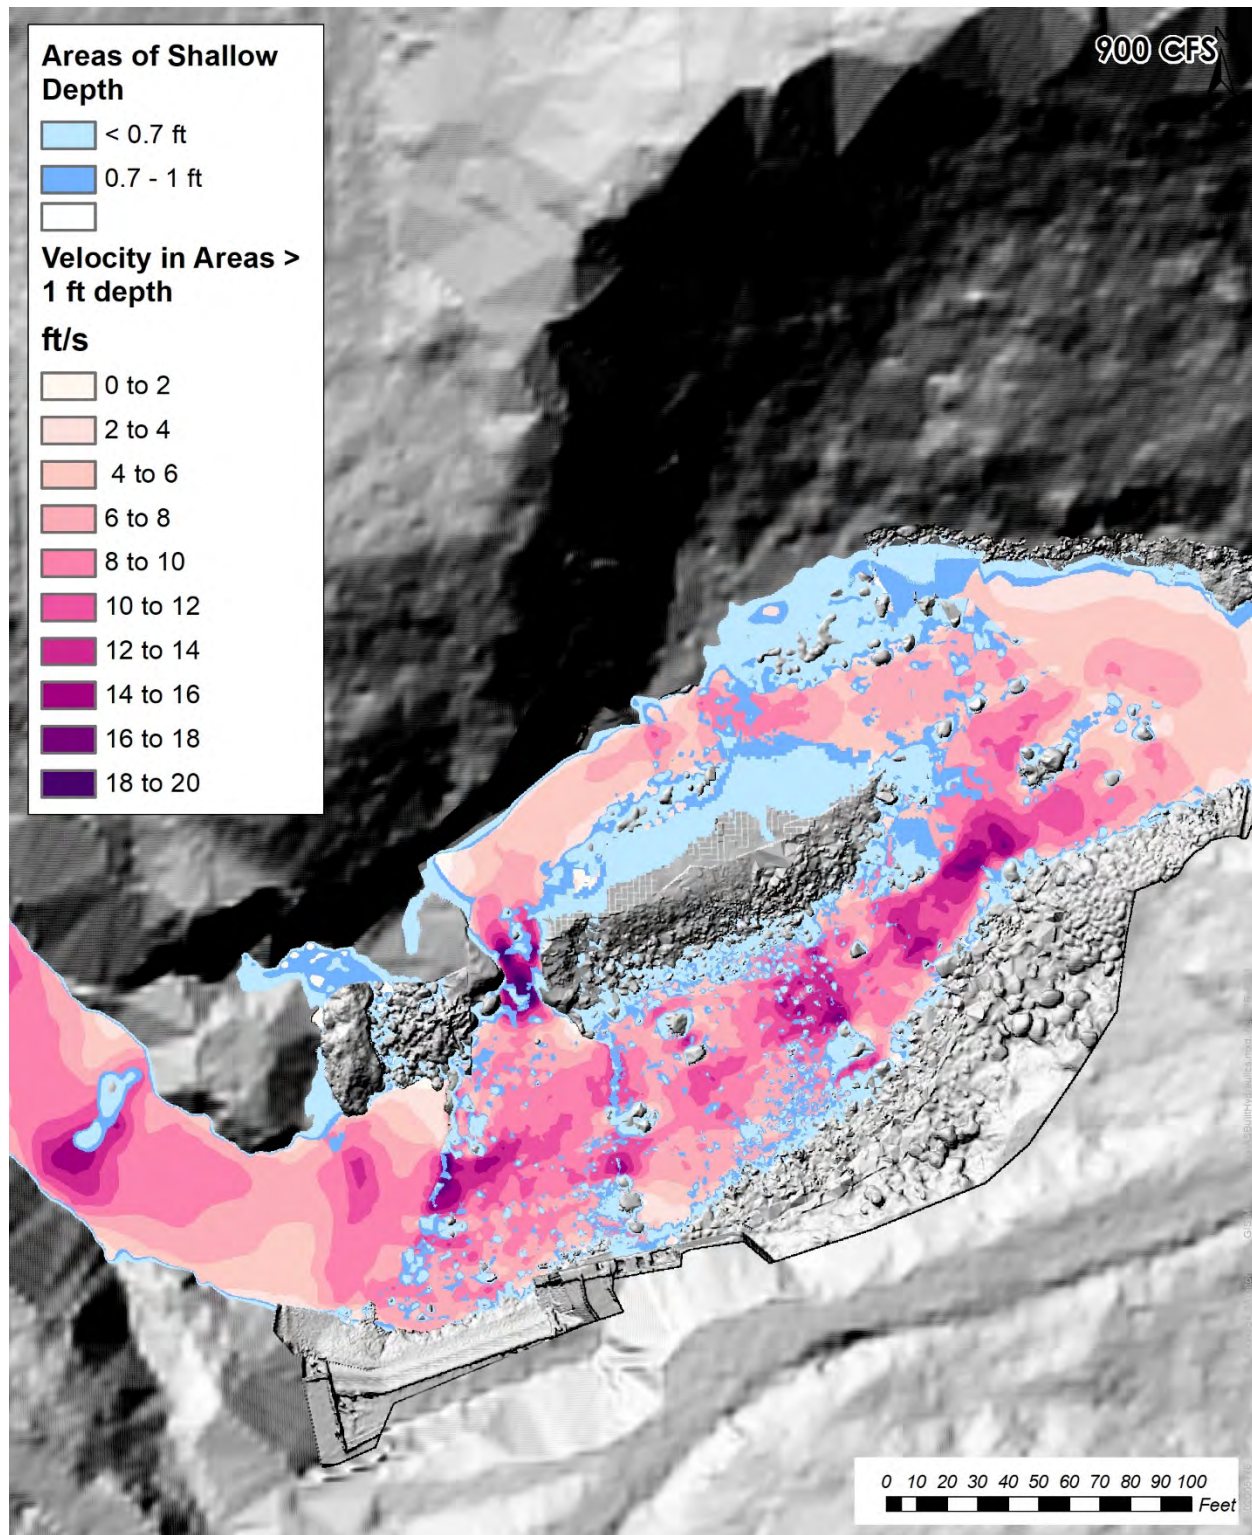 900 CFS
Areas of Shallow
Depth
< 0.7 ft
0.7 - 1 ft
Velocity in Areas >
1 ft depth
ft/s
0 to 2
2 to 4
4 to 6
6 to 8
8 to 10
10 to 12
12 to 14
14 to 16
16 to 18
18 to 20
0 10 20 30 40 50 60 70 80 90 100
Feet